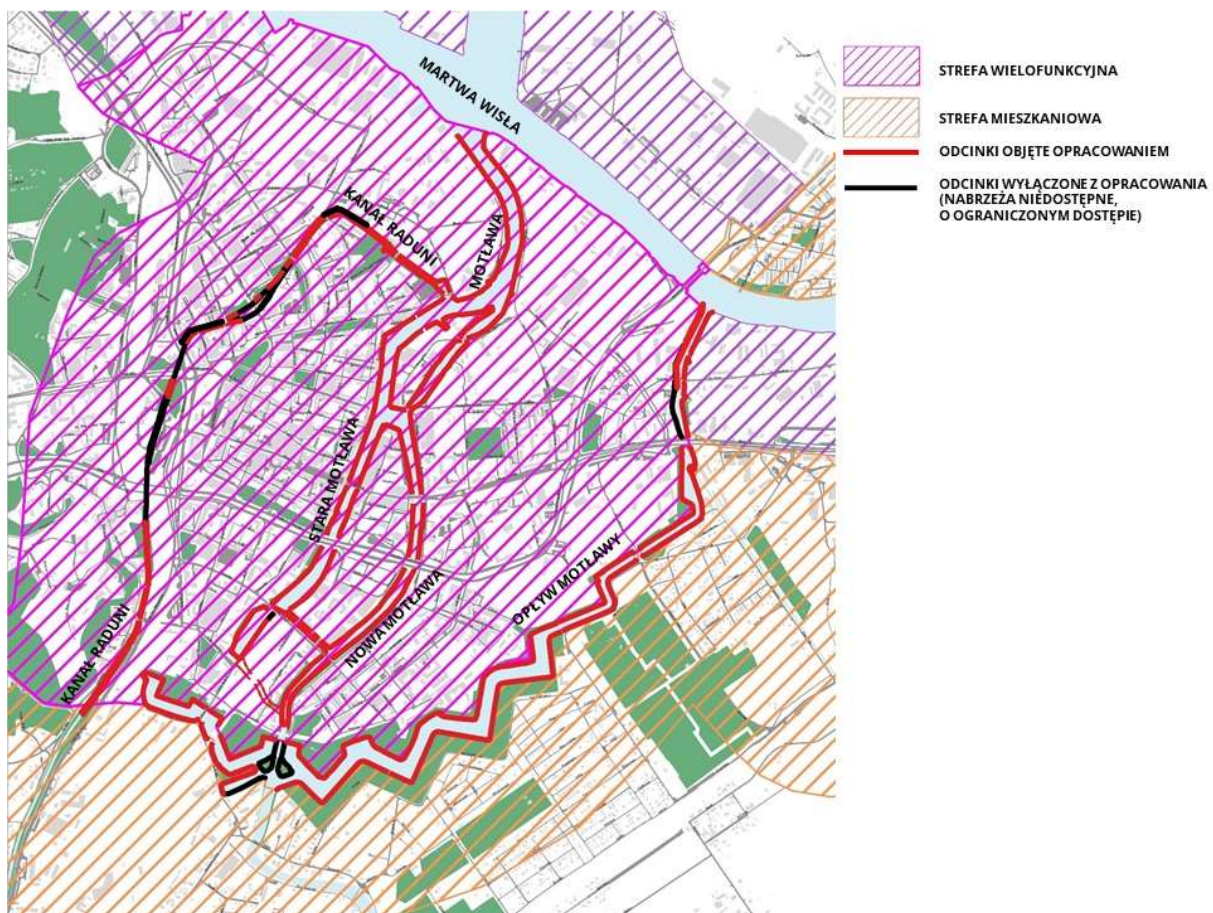 MARTWA WISŁA
KANAŁ RADUNI
MOTŁAWA
STARA MOTŁAWA
NOWA MOTŁAWA
OPŁYW MOTŁAWY
KANAŁ RADUNI
STREFA WIELOFUNKCYJNA
STREFA MIESZKANIOWA
ODCINKI OBJĘTE OPRACOWANIEM
ODCINKI WYŁĄCZONE Z OPRACOWANIA
(NABRZEŻA NIEDOSTĘPNE,
O OGRANICZONYM DOSTĘPIE)